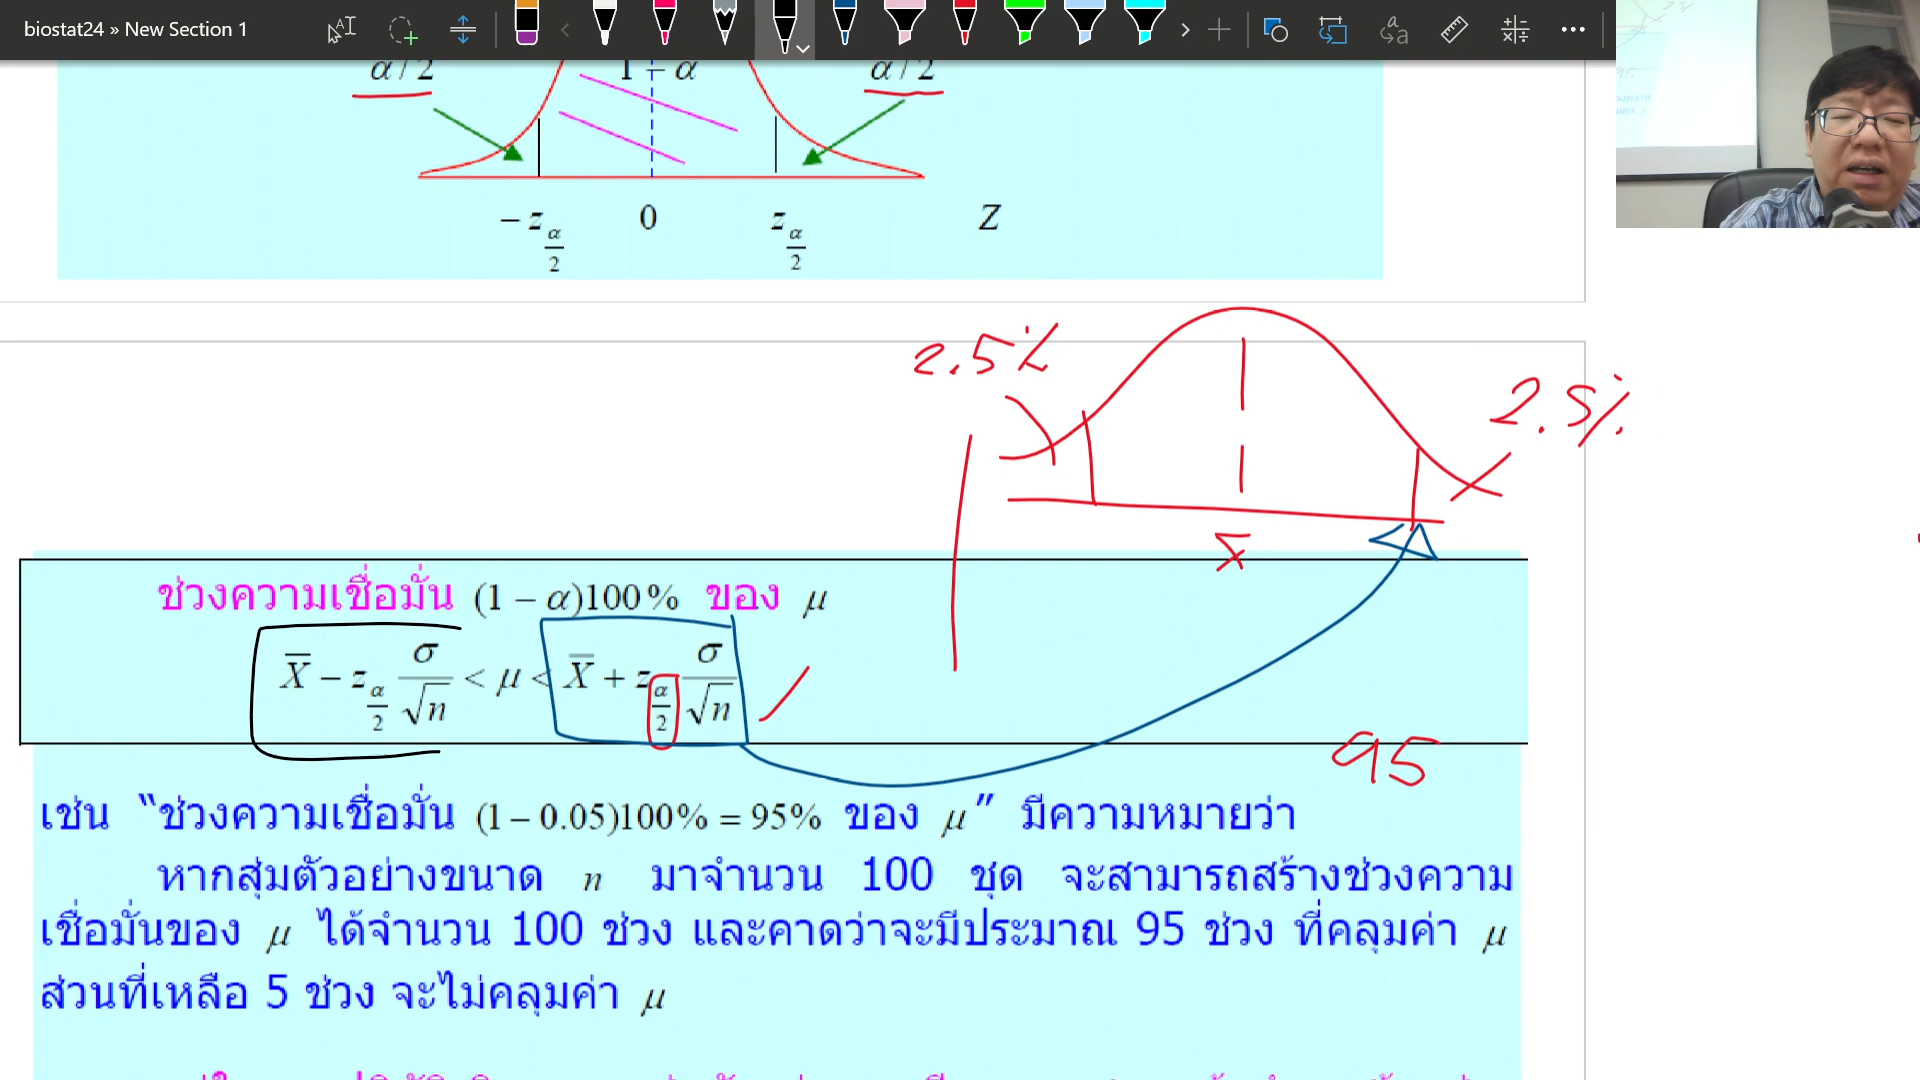 biostat24 » New Section 1
α / 2 1 − α α / 2
− z α/2 0 z α/2 Z
2.5%
2.5%
x̄
ช่วงความเชื่อมั่น (1 − α)100% ของ μ
X̄ − z α/2 σ/√n < μ < X̄ + z α/2 σ/√n
95
เช่น “ช่วงความเชื่อมั่น (1 − 0.05)100% = 95% ของ μ” มีความหมายว่า
หากสุ่มตัวอย่างขนาด n มาจำนวน 100 ชุด จะสามารถสร้างช่วงความ
เชื่อมั่นของ μ ได้จำนวน 100 ช่วง และคาดว่าจะมีประมาณ 95 ช่วง ที่คลุมค่า μ
ส่วนที่เหลือ 5 ช่วง จะไม่คลุมค่า μ